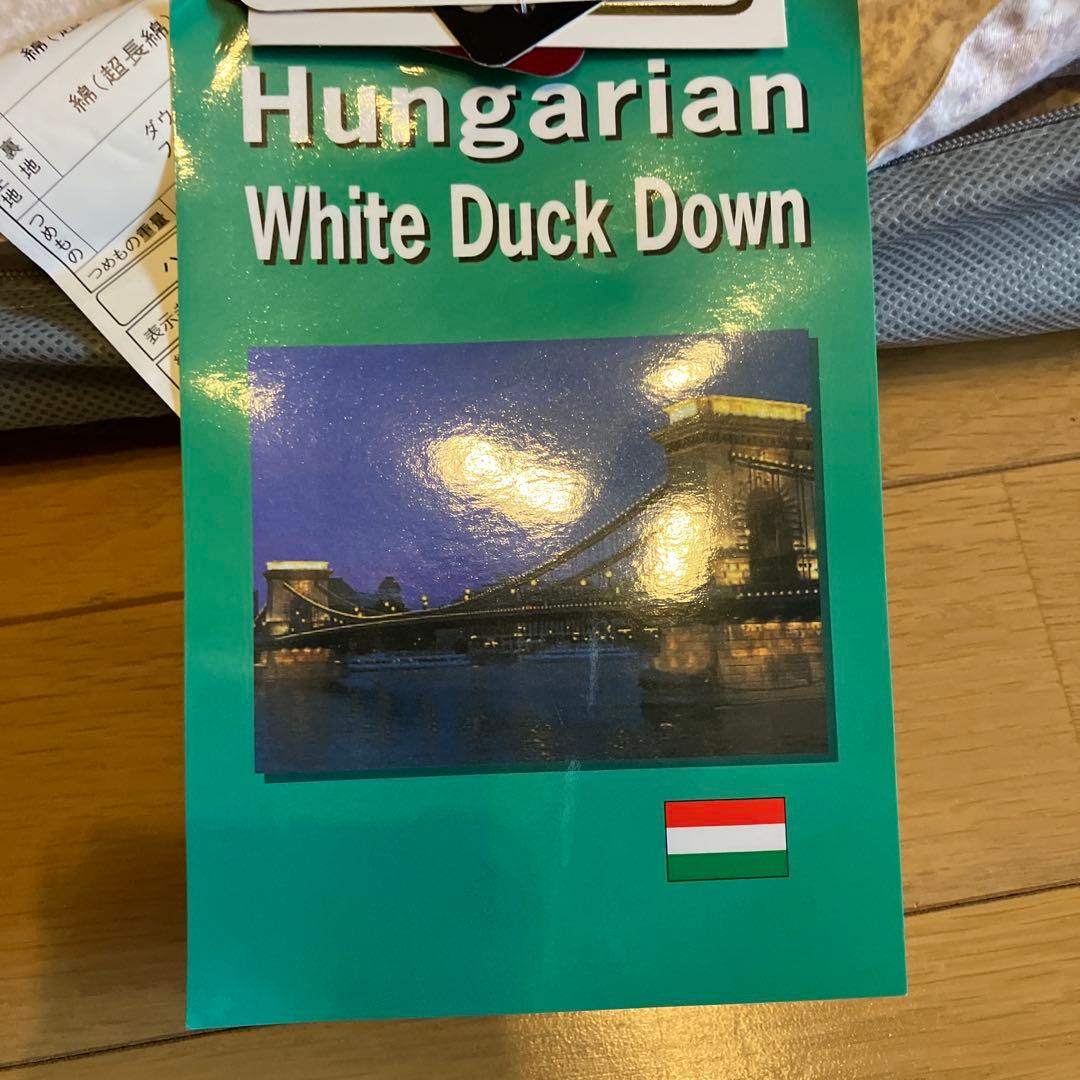 Hungarian
White Duck Down
綿(超長綿
裏地
ダウ
つめもの
つめもの重量
表示